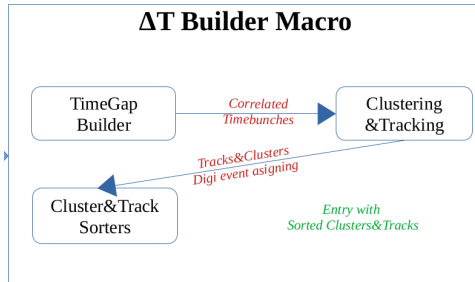 ΔT Builder Macro
TimeGap
Builder
Correlated
Timebunches
Clustering
&Tracking
Tracks&Clusters
Digi event asigning
Cluster&Track
Sorters
Entry with
Sorted Clusters&Tracks